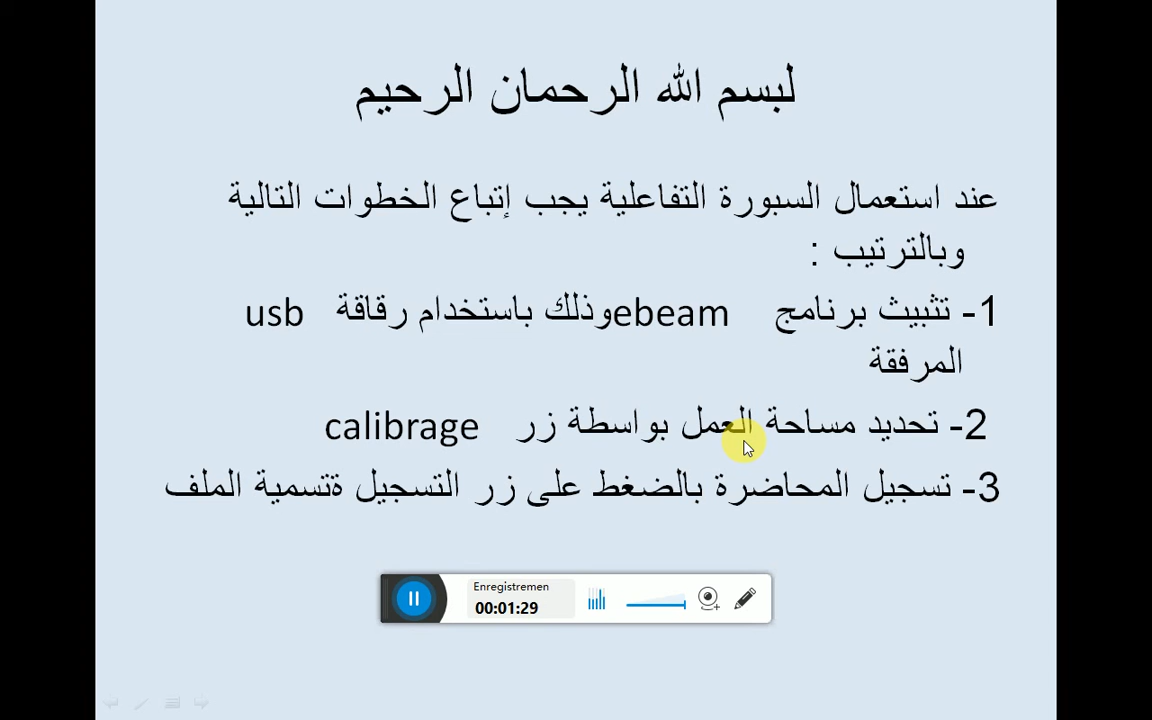 لبسم الله الرحمان الرحيم
عند استعمال السبورة التفاعلية يجب إتباع الخطوات التالية
وبالترتيب :
1- تثبيث برنامج ebeamوذلك باستخدام رقاقة usb
المرفقة
2- تحديد مساحة العمل بواسطة زر calibrage
3- تسجيل المحاضرة بالضغط على زر التسجيل ةتسمية الملف
Enregistremen
00:01:29